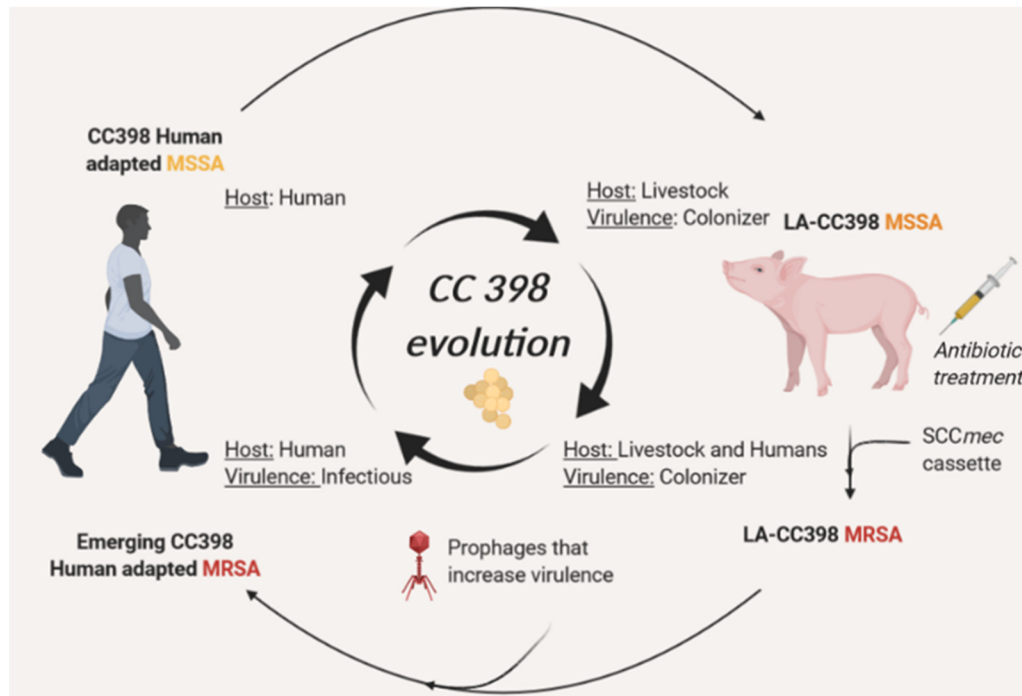 CC398 Human
adapted MSSA
Host: Human
Host: Livestock
Virulence: Colonizer
LA-CC398 MSSA
CC 398
evolution
Antibiotic
treatment
Host: Human
Virulence: Infectious
Host: Livestock and Humans
Virulence: Colonizer
SCCmec
cassette
Emerging CC398
Human adapted MRSA
Prophages that
increase virulence
LA-CC398 MRSA